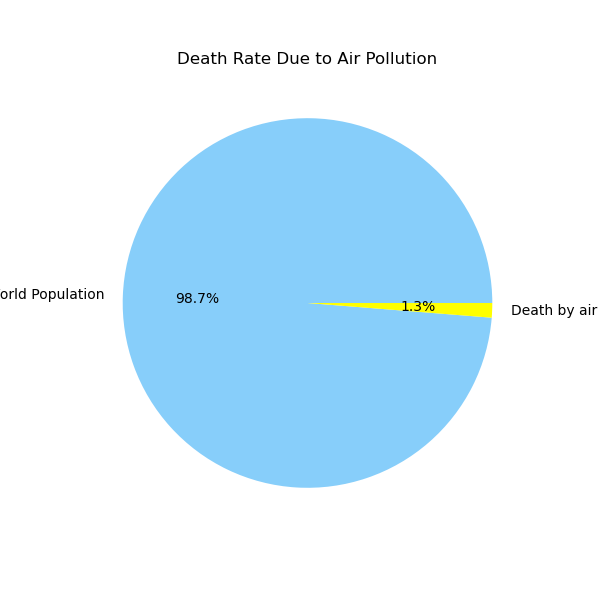 Death Rate Due to Air Pollution
orld Population
98.7%
1.3%
Death by air